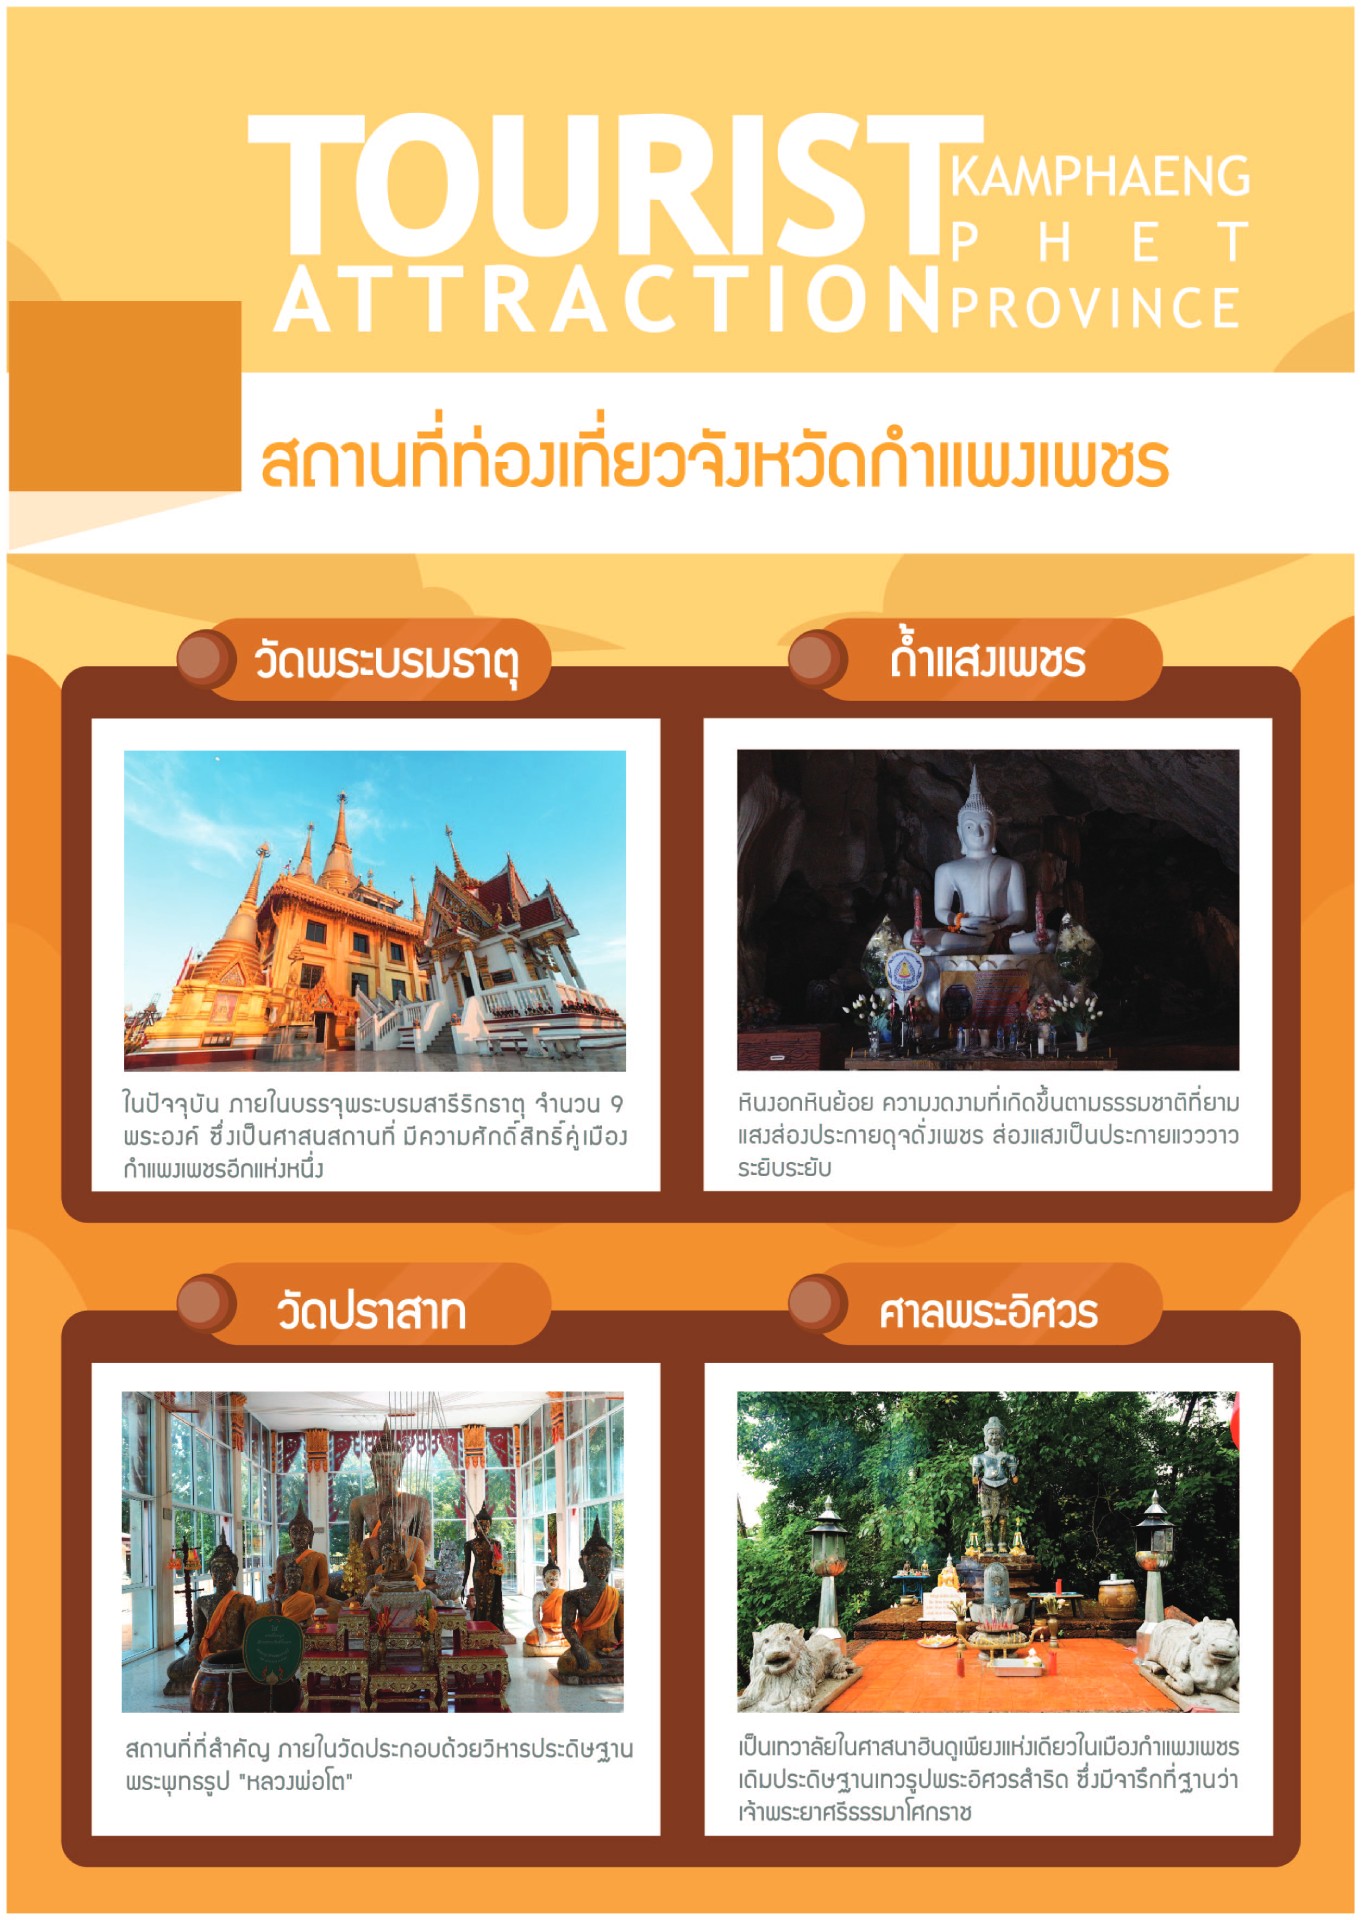 TOURIST
ATTRACTION
KAMPHAENG
PHET
PROVINCE
สถานที่ท่องเที่ยวจังหวัดกำแพงเพชร
วัดพระบรมธาตุ
ในปัจจุบัน ภายในบรรจุพระบรมสารีริกธาตุ จำนวน 9
พระองค์ ซึ่งเป็นศาสนสถานที่ มีความศักดิ์สิทธิ์คู่เมือง
กำแพงเพชรอีกแห่งหนึ่ง
ถ้ำแสงเพชร
หินงอกหินย้อย ความงดงามที่เกิดขึ้นตามธรรมชาติที่ยาม
แสงส่องประกายดุจดั่งเพชร ส่องแสงเป็นประกายแวววาว
ระยิบระยับ
วัดปราสาท
สถานที่ที่สำคัญ ภายในวัดประกอบด้วยวิหารประดิษฐาน
พระพุทธรูป "หลวงพ่อโต"
ศาลพระอิศวร
เป็นเทวาลัยในศาสนาฮินดูเพียงแห่งเดียวในเมืองกำแพงเพชร
เดิมประดิษฐานเทวรูปพระอิศวรสำริด ซึ่งมีจารึกที่ฐานว่า
เจ้าพระยาศรีธรรมาโศกราช